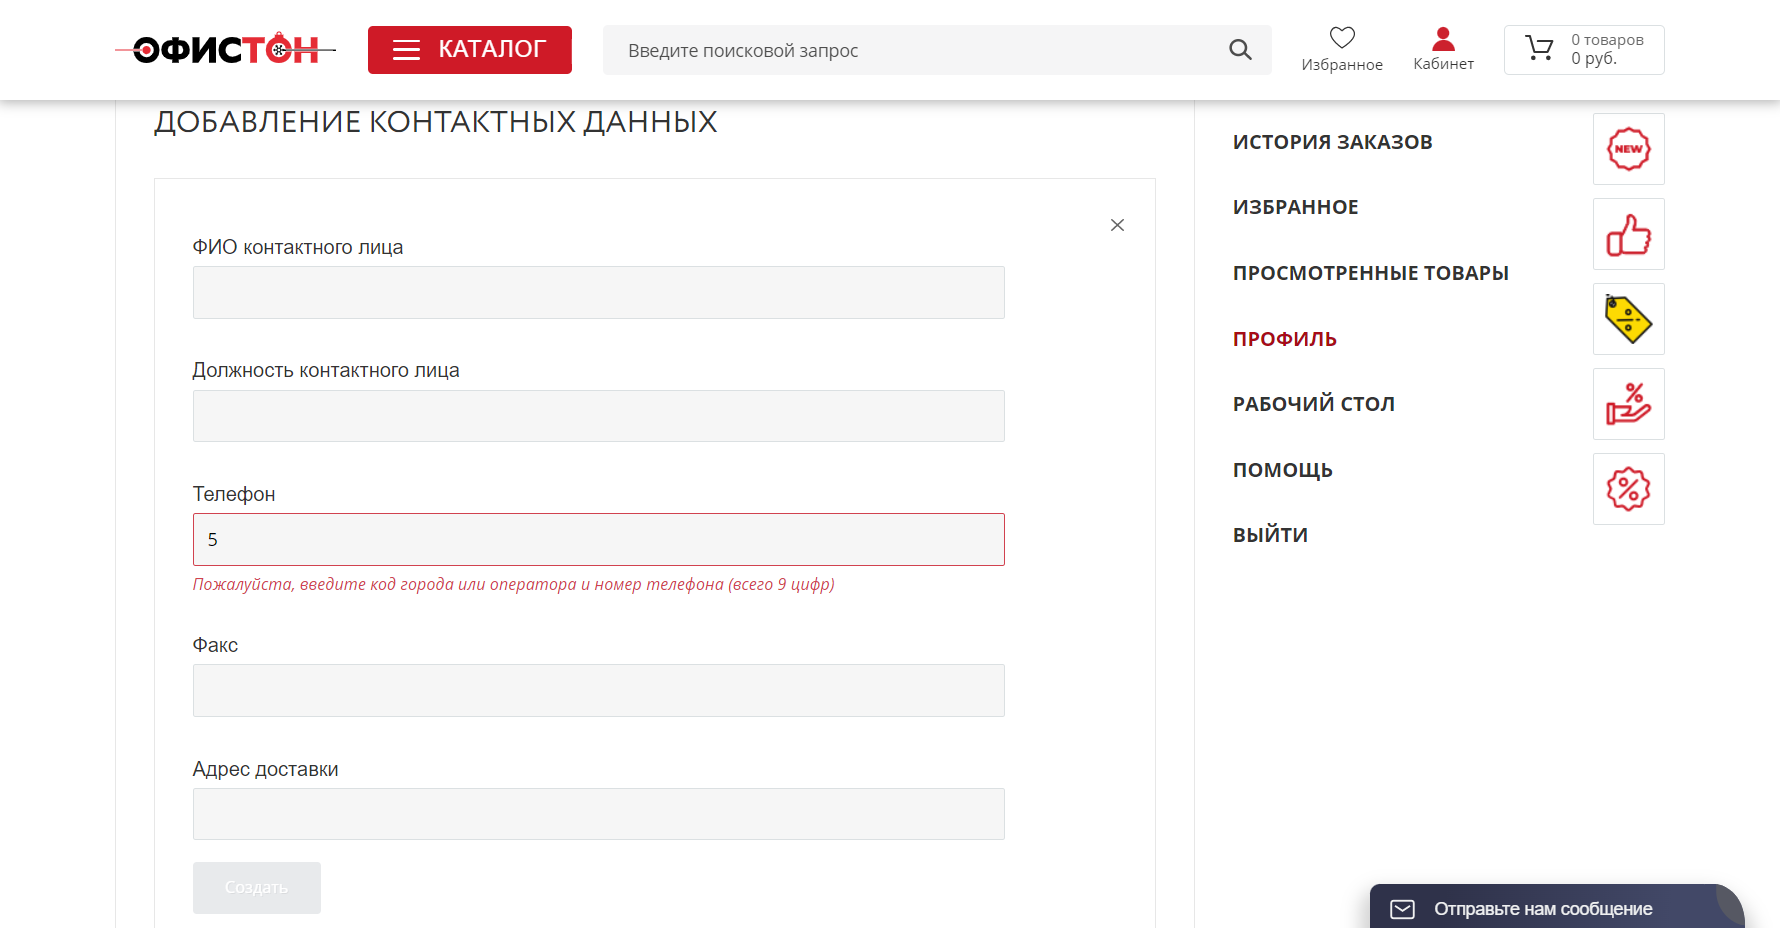 ОФИСТОН
КАТАЛОГ
Введите поисковой запрос
Избранное
Кабинет
0 товаров
0 руб.
ДОБАВЛЕНИЕ КОНТАКТНЫХ ДАННЫХ
ФИО контактного лица
Должность контактного лица
Телефон
5
Пожалуйста, введите код города или оператора и номер телефона (всего 9 цифр)
Факс
Адрес доставки
Создать
ИСТОРИЯ ЗАКАЗОВ
ИЗБРАННОЕ
ПРОСМОТРЕННЫЕ ТОВАРЫ
ПРОФИЛЬ
РАБОЧИЙ СТОЛ
ПОМОЩЬ
ВЫЙТИ
NEW
%
%
%
Отправьте нам сообщение